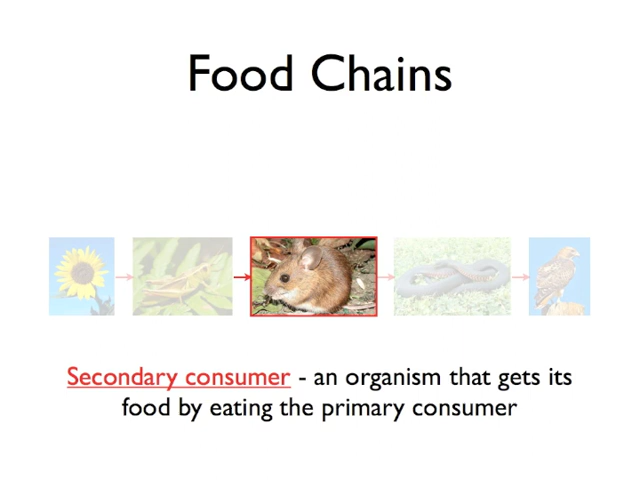 Food Chains
Secondary consumer - an organism that gets its
food by eating the primary consumer